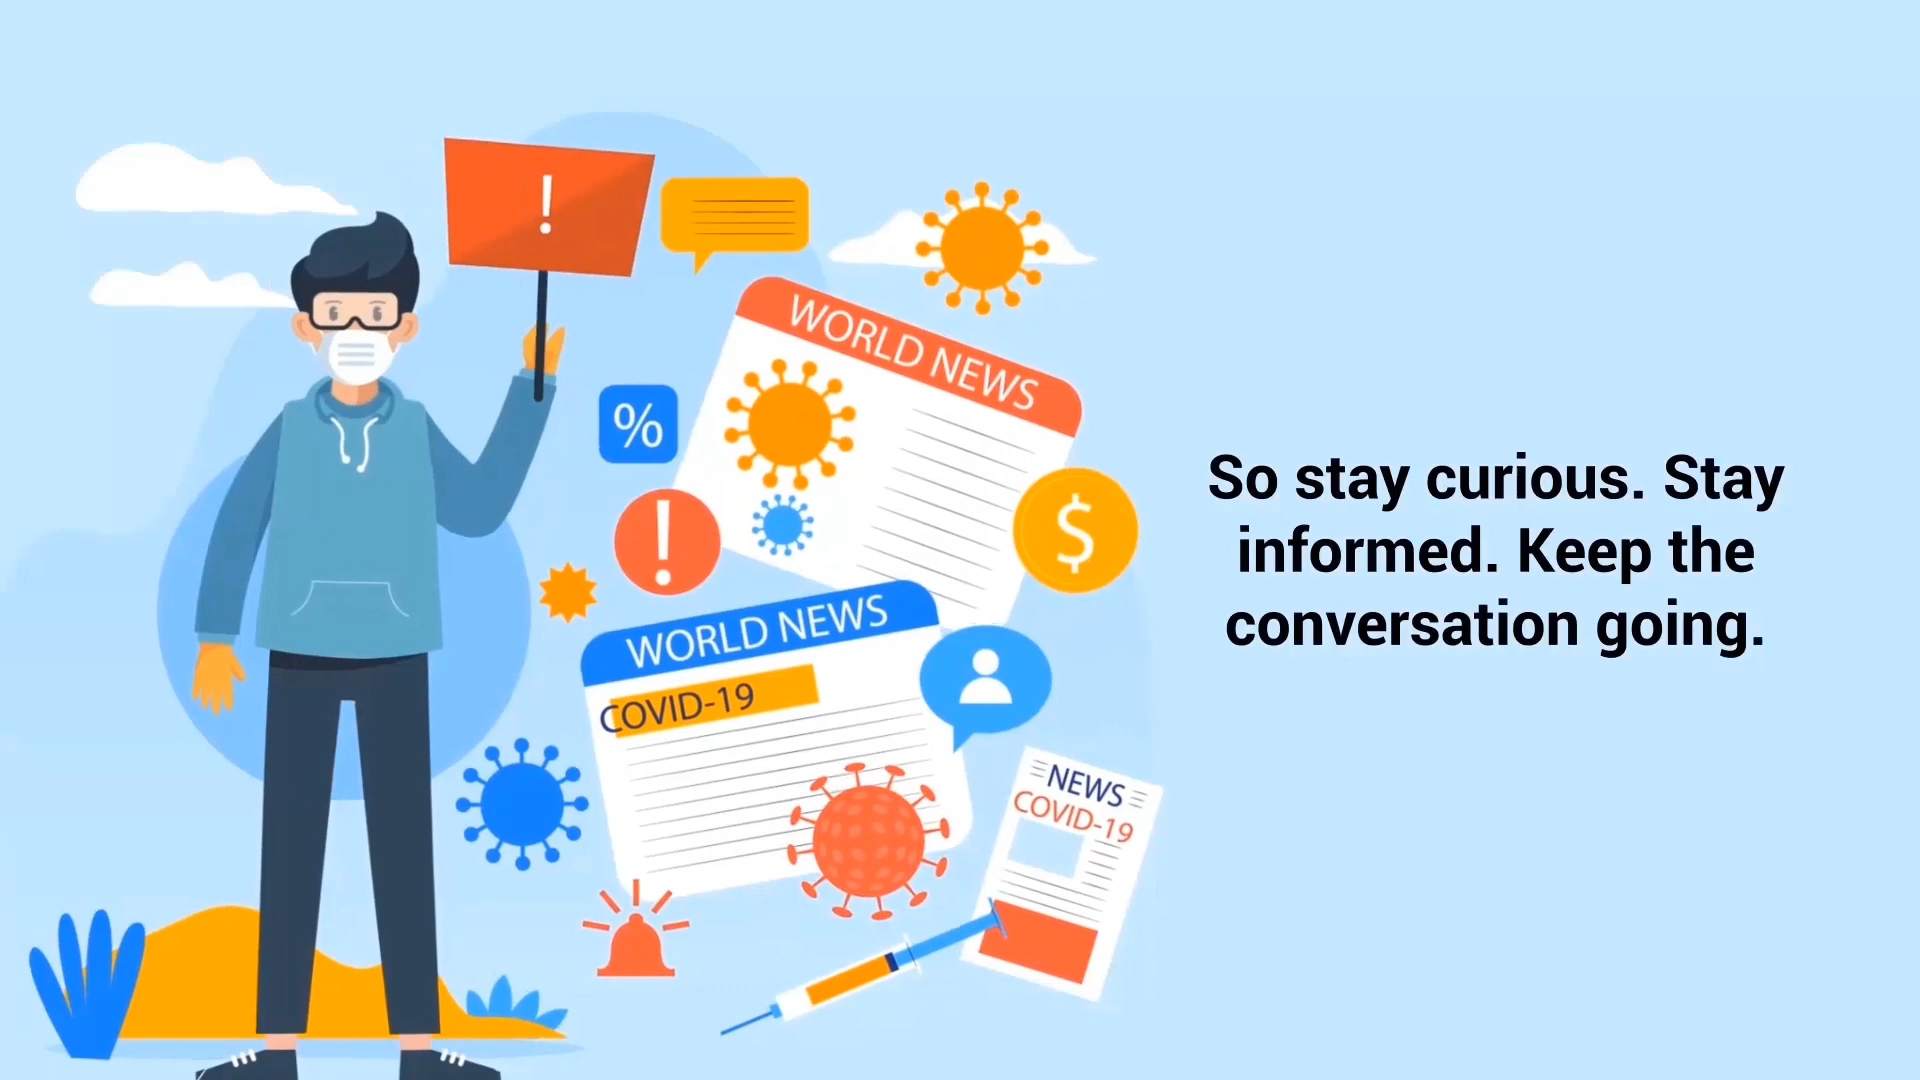 !
WORLD NEWS
%
$
!
WORLD NEWS
COVID-19
NEWS
COVID-19
So stay curious. Stay
informed. Keep the
conversation going.